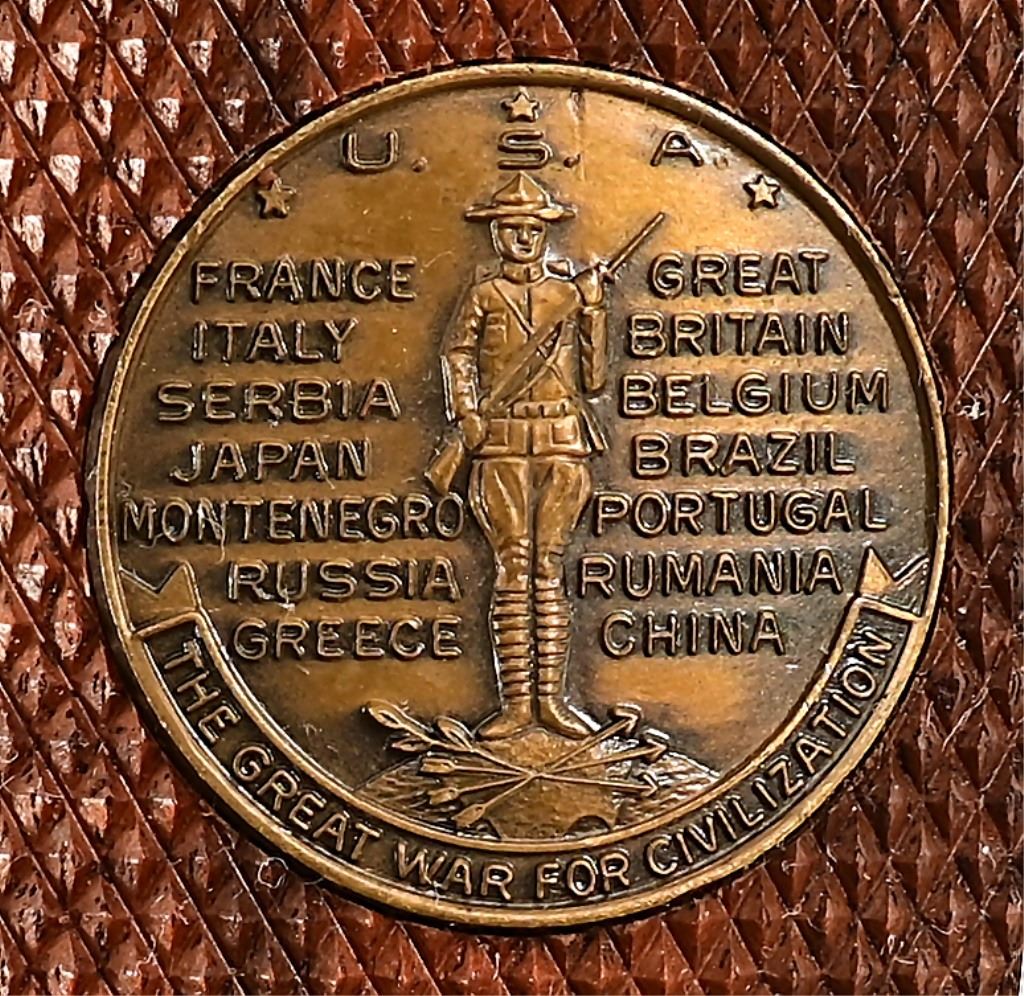 U. S. A.
FRANCE
ITALY
SERBIA
JAPAN
MONTENEGRO
RUSSIA
GREECE
GREAT
BRITAIN
BELGIUM
BRAZIL
PORTUGAL
RUMANIA
CHINA
THE GREAT WAR FOR CIVILIZATION